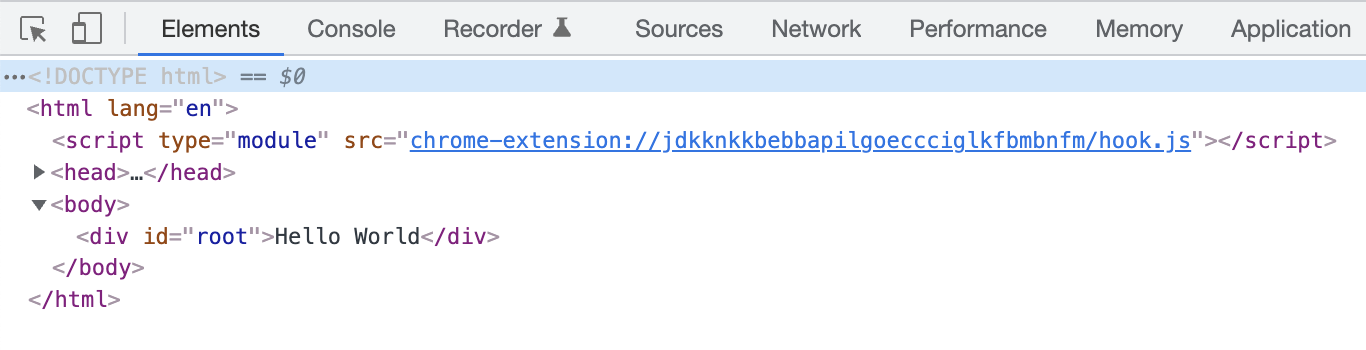 Elements Console Recorder Sources Network Performance Memory Application
…<!DOCTYPE html> == $0
<html lang="en">
<script type="module" src="chrome-extension://jdkknkkbebbapilgoeccciglkfbmbnfm/hook.js"></script>
<head>…</head>
<body>
<div id="root">Hello World</div>
</body>
</html>